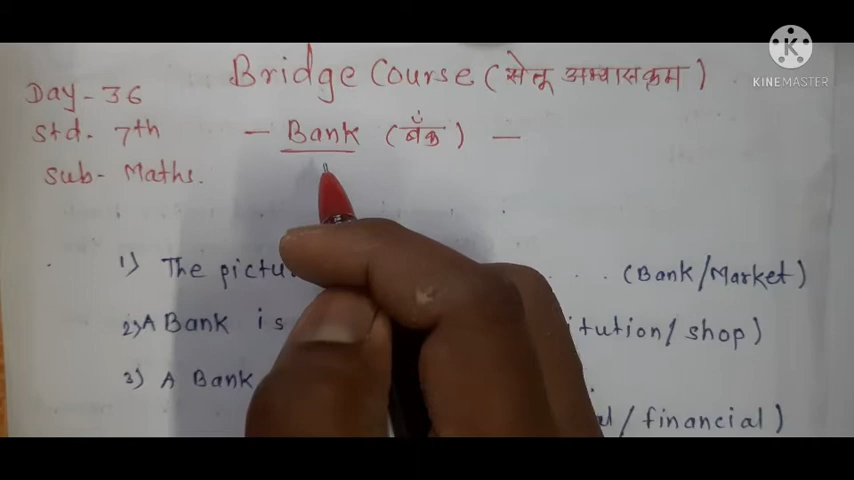 KINEMASTER
Bridge Course (सेतू अभ्यासक्रम)
Day-36
Std- 7th
— Bank (बँक) —
Sub- Maths.
1) The pictu ... (Bank/Market)
2) A Bank is itution/shop)
3) A Bank
/financial)